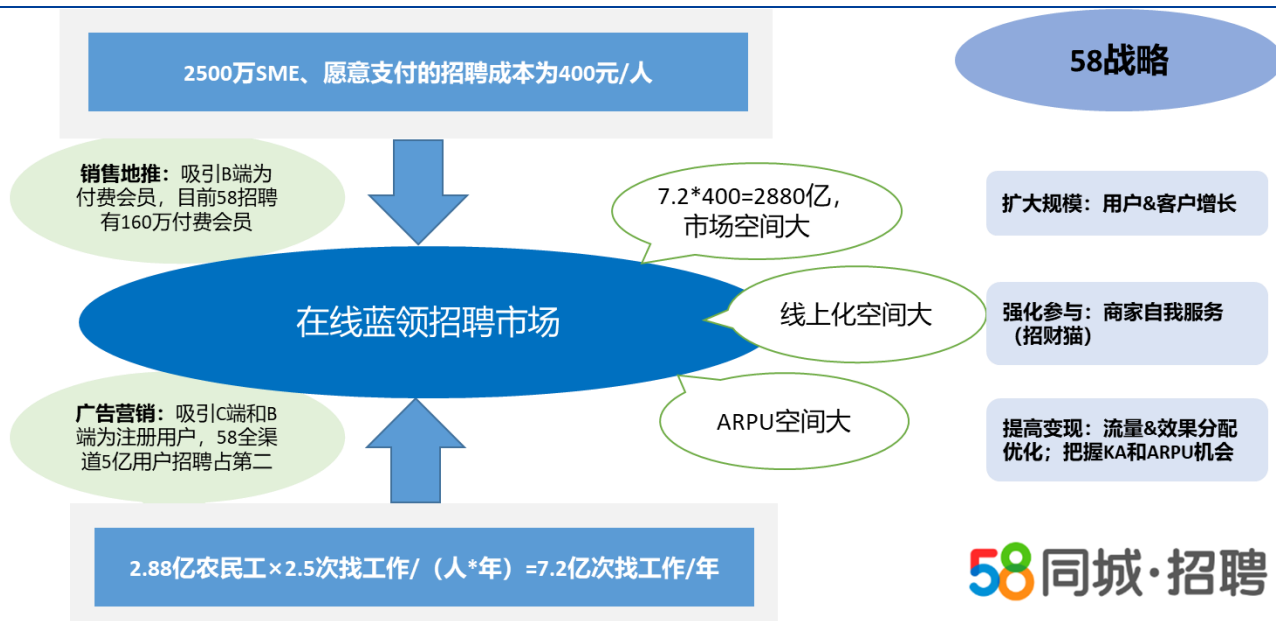 2500万SME、愿意支付的招聘成本为400元/人
58战略
销售地推：吸引B端为
付费会员，目前58招聘
有160万付费会员
7.2*400=2880亿，
市场空间大
扩大规模：用户&客户增长
在线蓝领招聘市场
线上化空间大
强化参与：商家自我服务
（招财猫）
广告营销：吸引C端和B
端为注册用户，58全渠
道5亿用户招聘占第二
ARPU空间大
提高变现：流量&效果分配
优化；把握KA和ARPU机会
2.88亿农民工×2.5次找工作/（人*年）=7.2亿次找工作/年
58同城·招聘